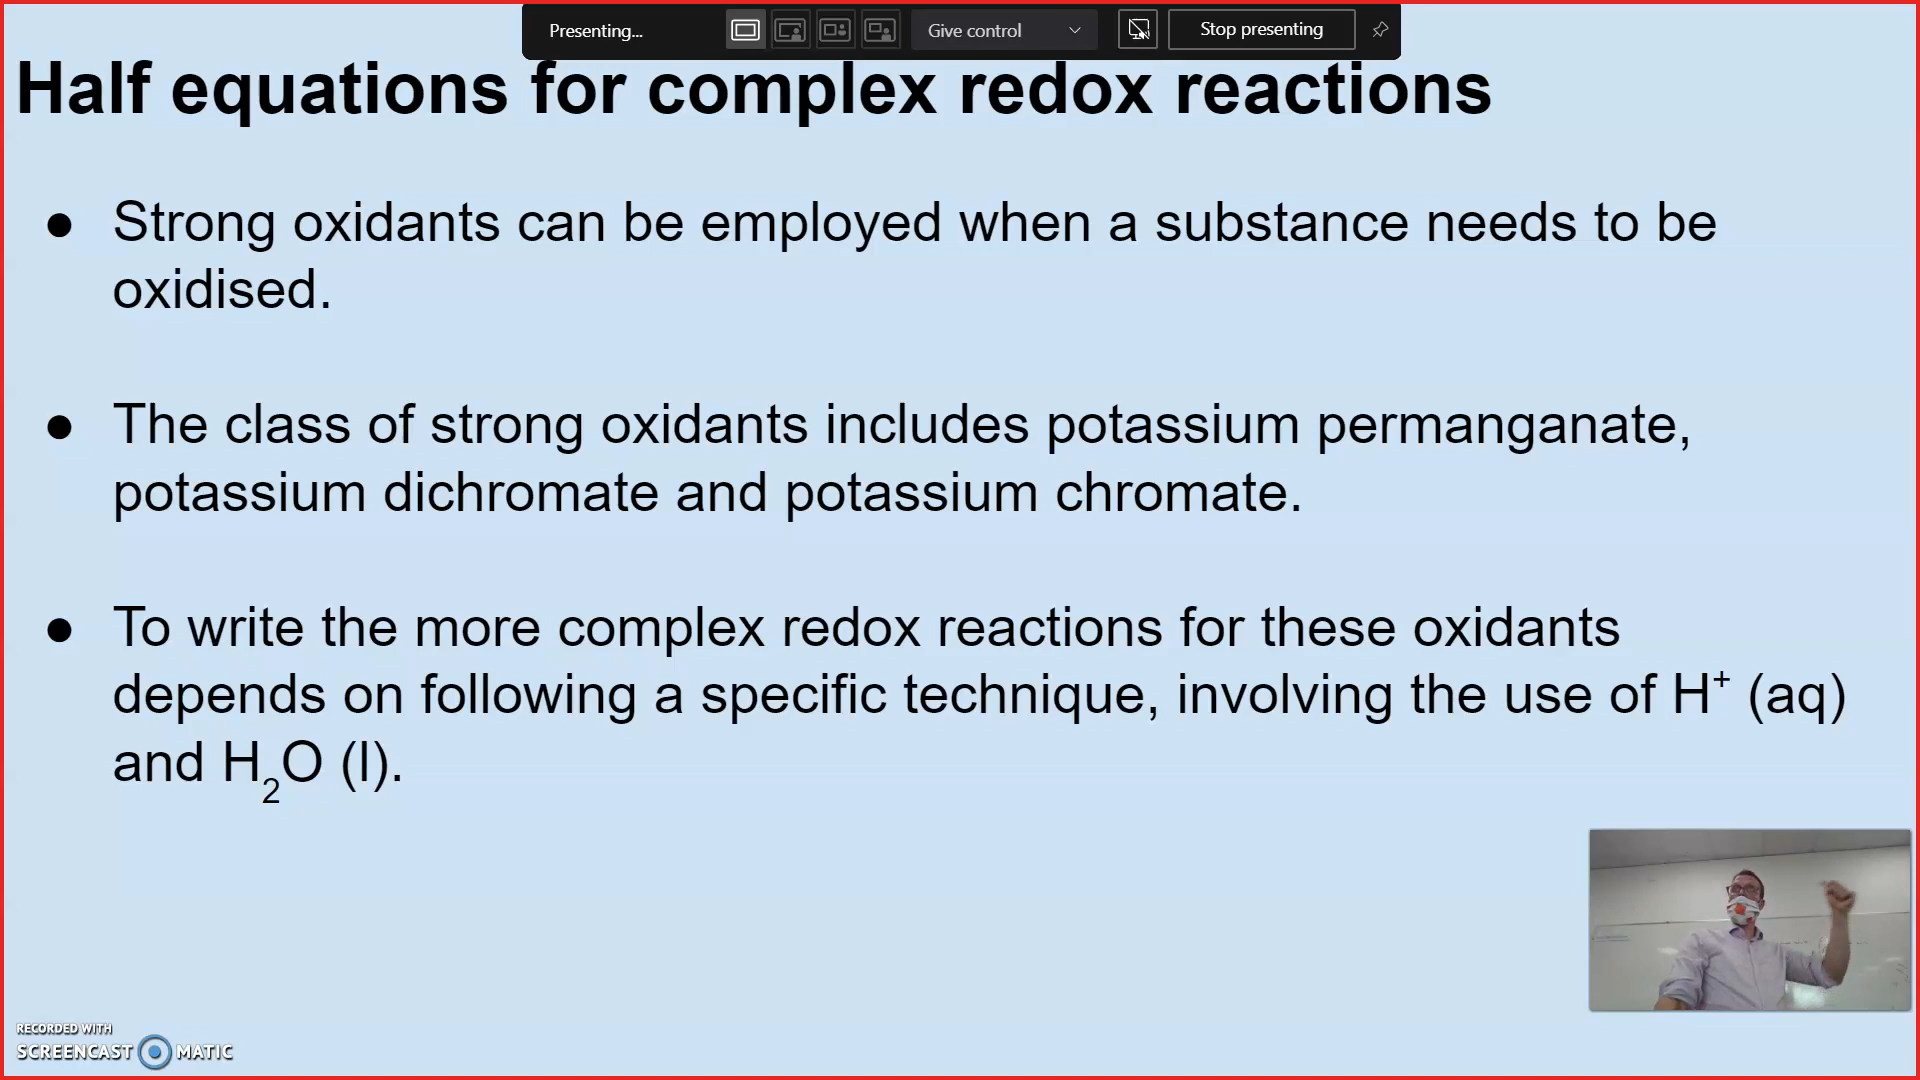 Presenting...
Give control
Stop presenting
Half equations for complex redox reactions
● Strong oxidants can be employed when a substance needs to be
oxidised.
● The class of strong oxidants includes potassium permanganate,
potassium dichromate and potassium chromate.
● To write the more complex redox reactions for these oxidants
depends on following a specific technique, involving the use of H⁺ (aq)
and H₂O (l).
RECORDED WITH
SCREENCAST MATIC